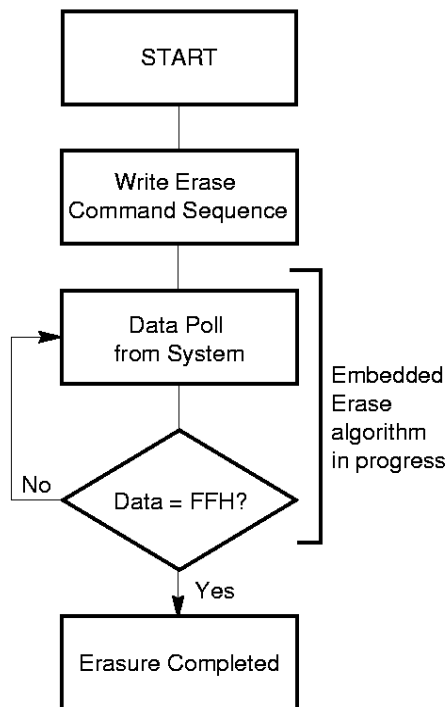 START
Write Erase
Command Sequence
Data Poll
from System
Embedded
Erase
algorithm
in progress
No
Data = FFH?
Yes
Erasure Completed